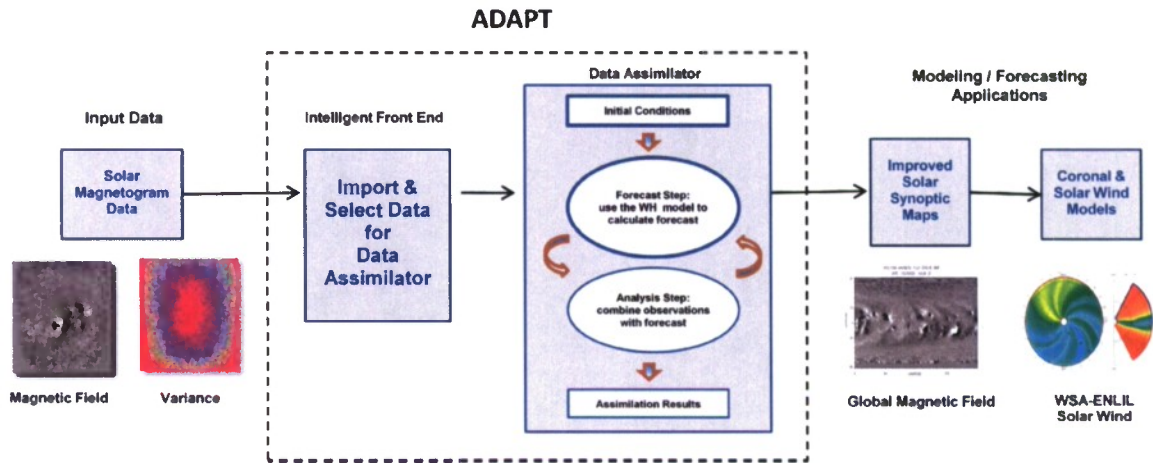 ADAPT
Input Data
Solar
Magnetogram
Data
Magnetic Field
Variance
Intelligent Front End
Import &
Select Data
for
Data
Assimilator
Data Assimilator
Initial Conditions
Forecast Step:
use the WH model to
calculate forecast
Analysis Step:
combine observations
with forecast
Assimilation Results
Modeling / Forecasting
Applications
Improved
Solar
Synoptic
Maps
Coronal &
Solar Wind
Models
Global Magnetic Field
WSA-ENLIL
Solar Wind